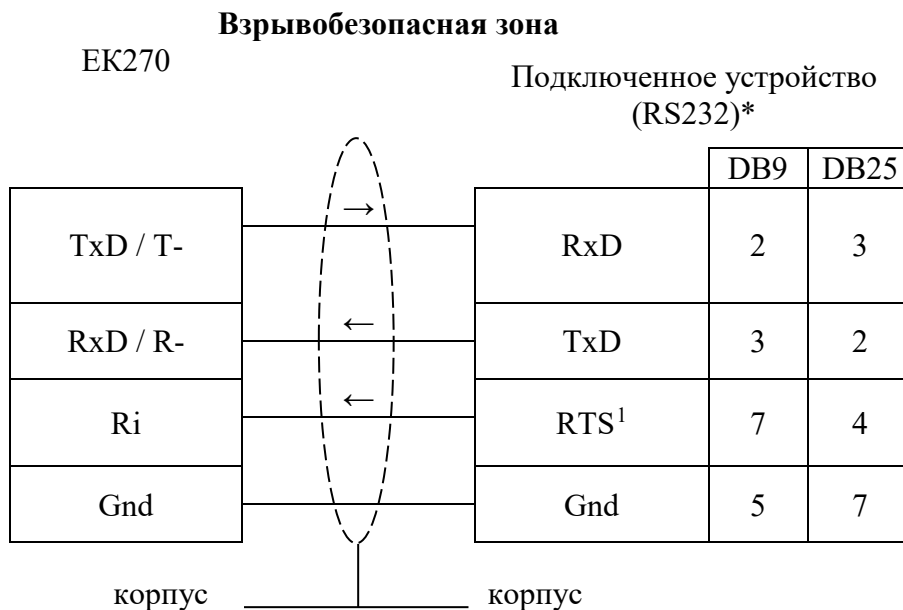 Взрывобезопасная зона
ЕК270
Подключенное устройство
(RS232)*
DB9 DB25
TxD / T- → RxD 2 3
RxD / R- ← TxD 3 2
Ri ← RTS¹ 7 4
Gnd Gnd 5 7
корпус корпус